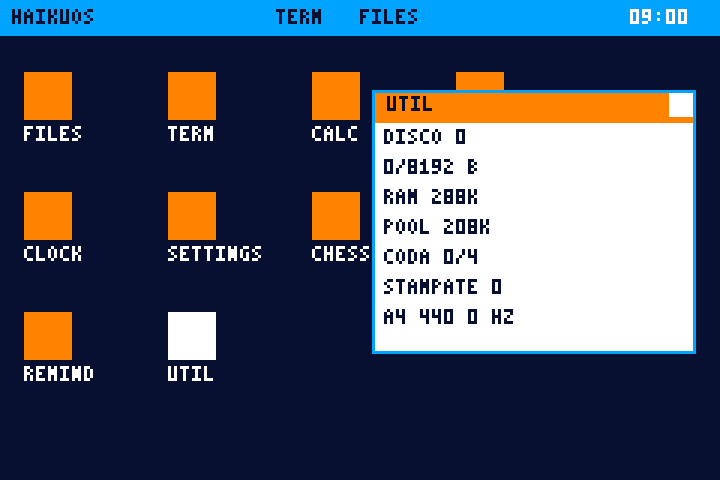 HAIKUOS TERM FILES 09:00
FILES TERM CALC
CLOCK SETTINGS CHESS
REMIND UTIL
UTIL
DISCO 0
0/8192 B
RAM 288K
POOL 208K
CODA 0/4
STAMPATE 0
A4 440 0 HZ